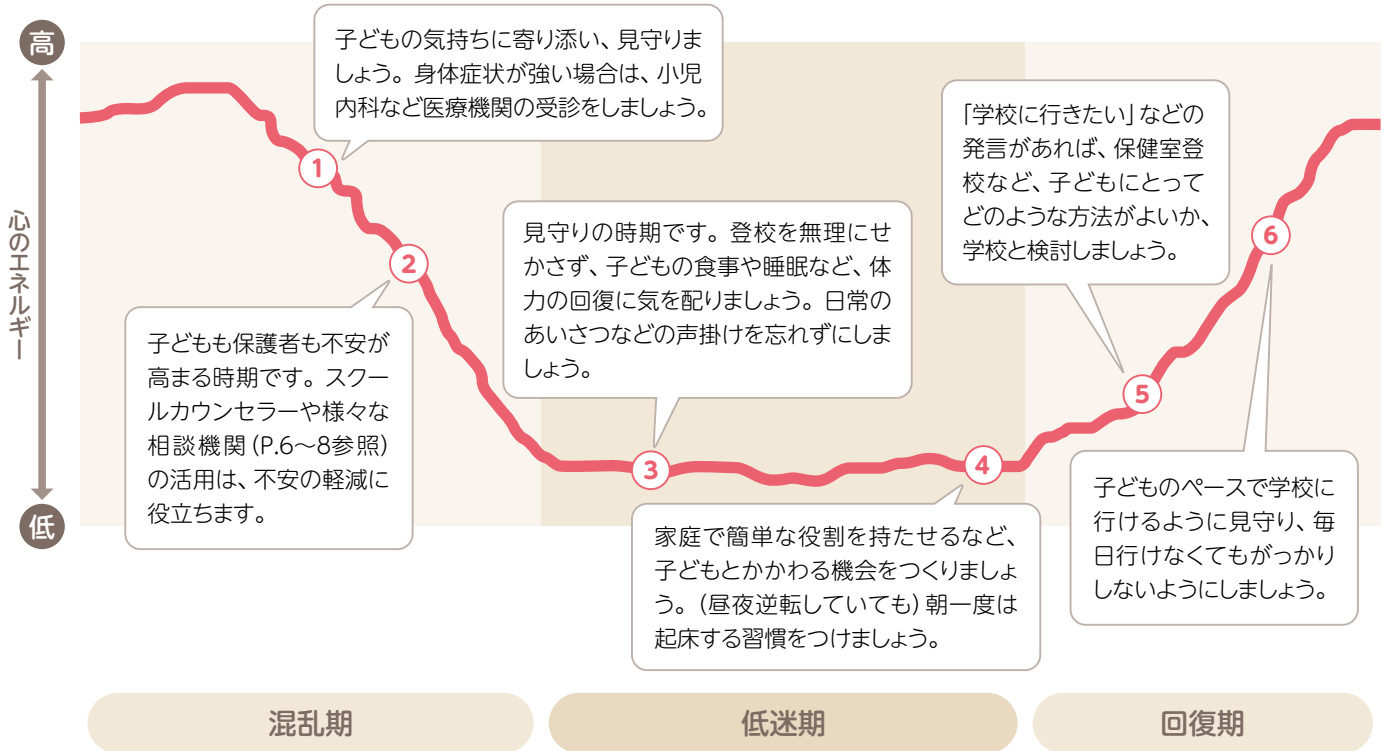 高
心のエネルギー
低
子どもの気持ちに寄り添い、見守りま
しょう。身体症状が強い場合は、小児
内科など医療機関の受診をしましょう。
1
2
子どもも保護者も不安が
高まる時期です。スクー
ルカウンセラーや様々な
相談機関(P.6〜8参照)
の活用は、不安の軽減に
役立ちます。
見守りの時期です。登校を無理にせ
かさず、子どもの食事や睡眠など、体
力の回復に気を配りましょう。日常の
あいさつなどの声掛けを忘れずにしま
しょう。
3
4
家庭で簡単な役割を持たせるなど、
子どもとかかわる機会をつくりましょ
う。(昼夜逆転していても)朝一度は
起床する習慣をつけましょう。
「学校に行きたい」などの
発言があれば、保健室登
校など、子どもにとって
どのような方法がよいか、
学校と検討しましょう。
5
6
子どものペースで学校に
行けるように見守り、毎
日行けなくてもがっかり
しないようにしましょう。
混乱期
低迷期
回復期